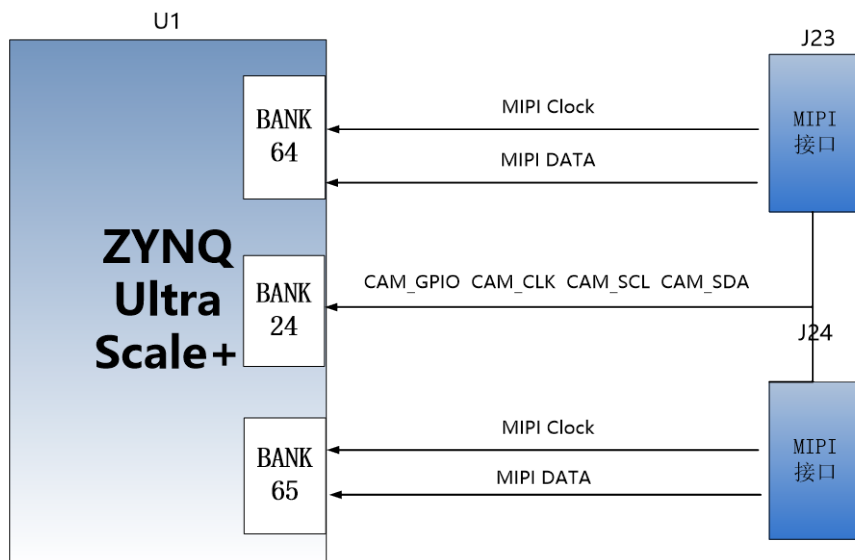 U1
J23
BANK
64
MIPI Clock
MIPI DATA
MIPI
接口
ZYNQ
Ultra
Scale+
BANK
24
CAM_GPIO CAM_CLK CAM_SCL CAM_SDA
J24
BANK
65
MIPI Clock
MIPI DATA
MIPI
接口